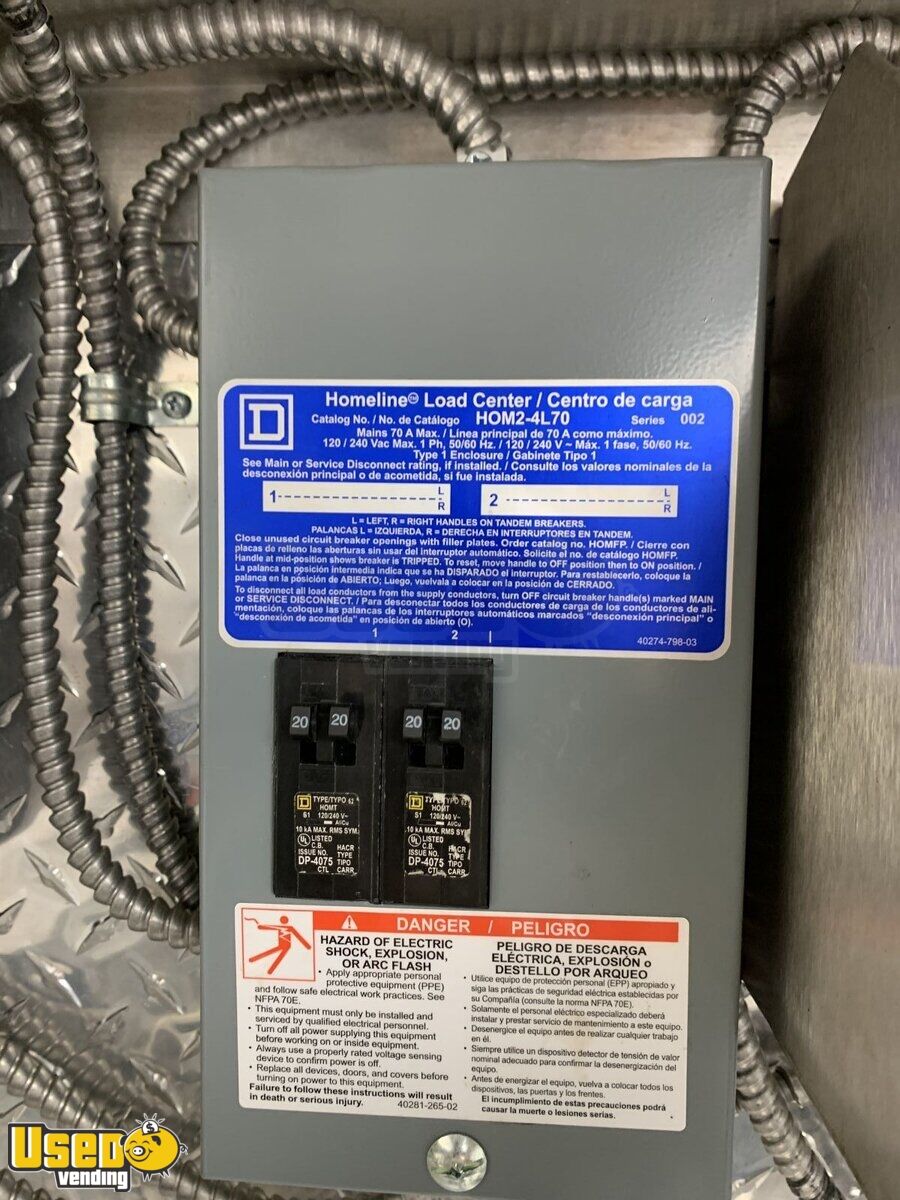 Homeline Load Center / Centro de carga
Catalog No. / No. de Catálogo HOM2-4L70 Series 002
Mains 70 A Max. / Línea principal de 70 A como máximo.
120 / 240 Vac Max. 1 Ph, 50/60 Hz. / 120 / 240 V ~ Máx. 1 fase, 50/60 Hz.
Type 1 Enclosure / Gabinete Tipo 1
See Main or Service Disconnect rating, if installed. / Consulte los valores nominales de la
desconexión principal o de acometida, si fue instalada.
1 L R 2 L R
L = LEFT, R = RIGHT HANDLES ON TANDEM BREAKERS.
PALANCAS L = IZQUIERDA, R = DERECHA EN INTERRUPTORES EN TANDEM.
Close unused circuit breaker openings with filler plates. Order catalog no. HOMFP. / Cierre con
placas de relleno las aberturas sin usar del interruptor automático. Solicite el no. de catálogo HOMFP.
Handle at mid-position shows breaker is TRIPPED. To reset, move handle to OFF position then to ON position. /
La palanca en posición intermedia indica que se ha DISPARADO el interruptor. Para restablecerlo, coloque la
palanca en la posición de ABIERTO; Luego, vuelvala a colocar en la posición de CERRADO.
To disconnect all load conductors from the supply conductors, turn OFF circuit breaker handle(s) marked MAIN
or SERVICE DISCONNECT. / Para desconectar todos los conductores de carga de los conductores de ali-
mentación, coloque las palancas de los interruptores automáticos marcados "desconexión principal" o
"desconexión de acometida" en posición de abierto (O).
40274-798-03
1 2
20 20 20 20
TYPE/TIPO 62
HOMT
S1 120/240 V~
Al/Cu
10 kA MAX. RMS SYM.
UL LISTED
C.B. HACR
ISSUE NO. TYPE
DP-4075 TIPO
CTL CARR.
TYPE/TIPO 62
HOMT
S1 120/240 V~
Al/Cu
10 kA MAX. RMS SYM
UL LISTED
C.B. HACR
ISSUE NO. TYPE
DP-4075 TIPO
CTL CARR.
DANGER / PELIGRO
HAZARD OF ELECTRIC
SHOCK, EXPLOSION,
OR ARC FLASH
• Apply appropriate personal
protective equipment (PPE)
and follow safe electrical work practices. See
NFPA 70E.
• This equipment must only be installed and
serviced by qualified electrical personnel.
• Turn off all power supplying this equipment
before working on or inside equipment.
• Always use a properly rated voltage sensing
device to confirm power is off.
• Replace all devices, doors, and covers before
turning on power to this equipment.
Failure to follow these instructions will result
in death or serious injury.
40281-265-02
PELIGRO DE DESCARGA
ELÉCTRICA, EXPLOSIÓN o
DESTELLO POR ARQUEO
• Utilice equipo de protección personal (EPP) apropiado y
siga las prácticas de seguridad eléctrica establecidas por
su Compañía (consulte la norma NFPA 70E).
• Solamente el personal eléctrico especializado deberá
instalar y prestar servicio de mantenimiento a este equipo.
• Desenergice el equipo antes de realizar cualquier trabajo
en él.
• Siempre utilice un dispositivo detector de tensión de valor
nominal adecuado para confirmar la desenergización del
equipo.
• Antes de energizar el equipo, vuelva a colocar todos los
dispositivos, las puertas y los frentes.
El incumplimiento de estas precauciones podrá
causar la muerte o lesiones serias.
USED
vending